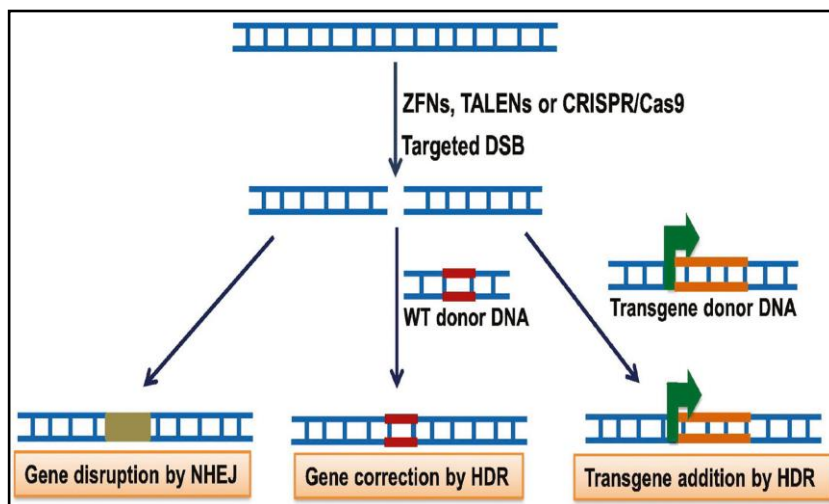 ZFNs, TALENs or CRISPR/Cas9
Targeted DSB
WT donor DNA
Transgene donor DNA
Gene disruption by NHEJ
Gene correction by HDR
Transgene addition by HDR